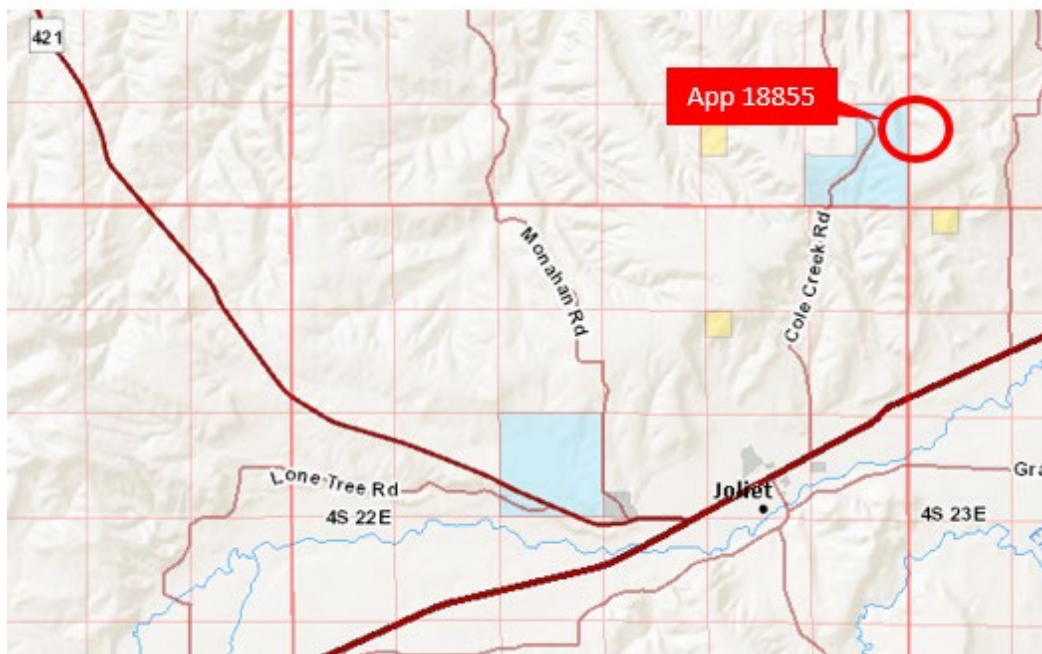 421
App 18855
Monahan Rd
Cole Creek Rd
Lone Tree Rd
Joliet
Gra
4S 22E
4S 23E